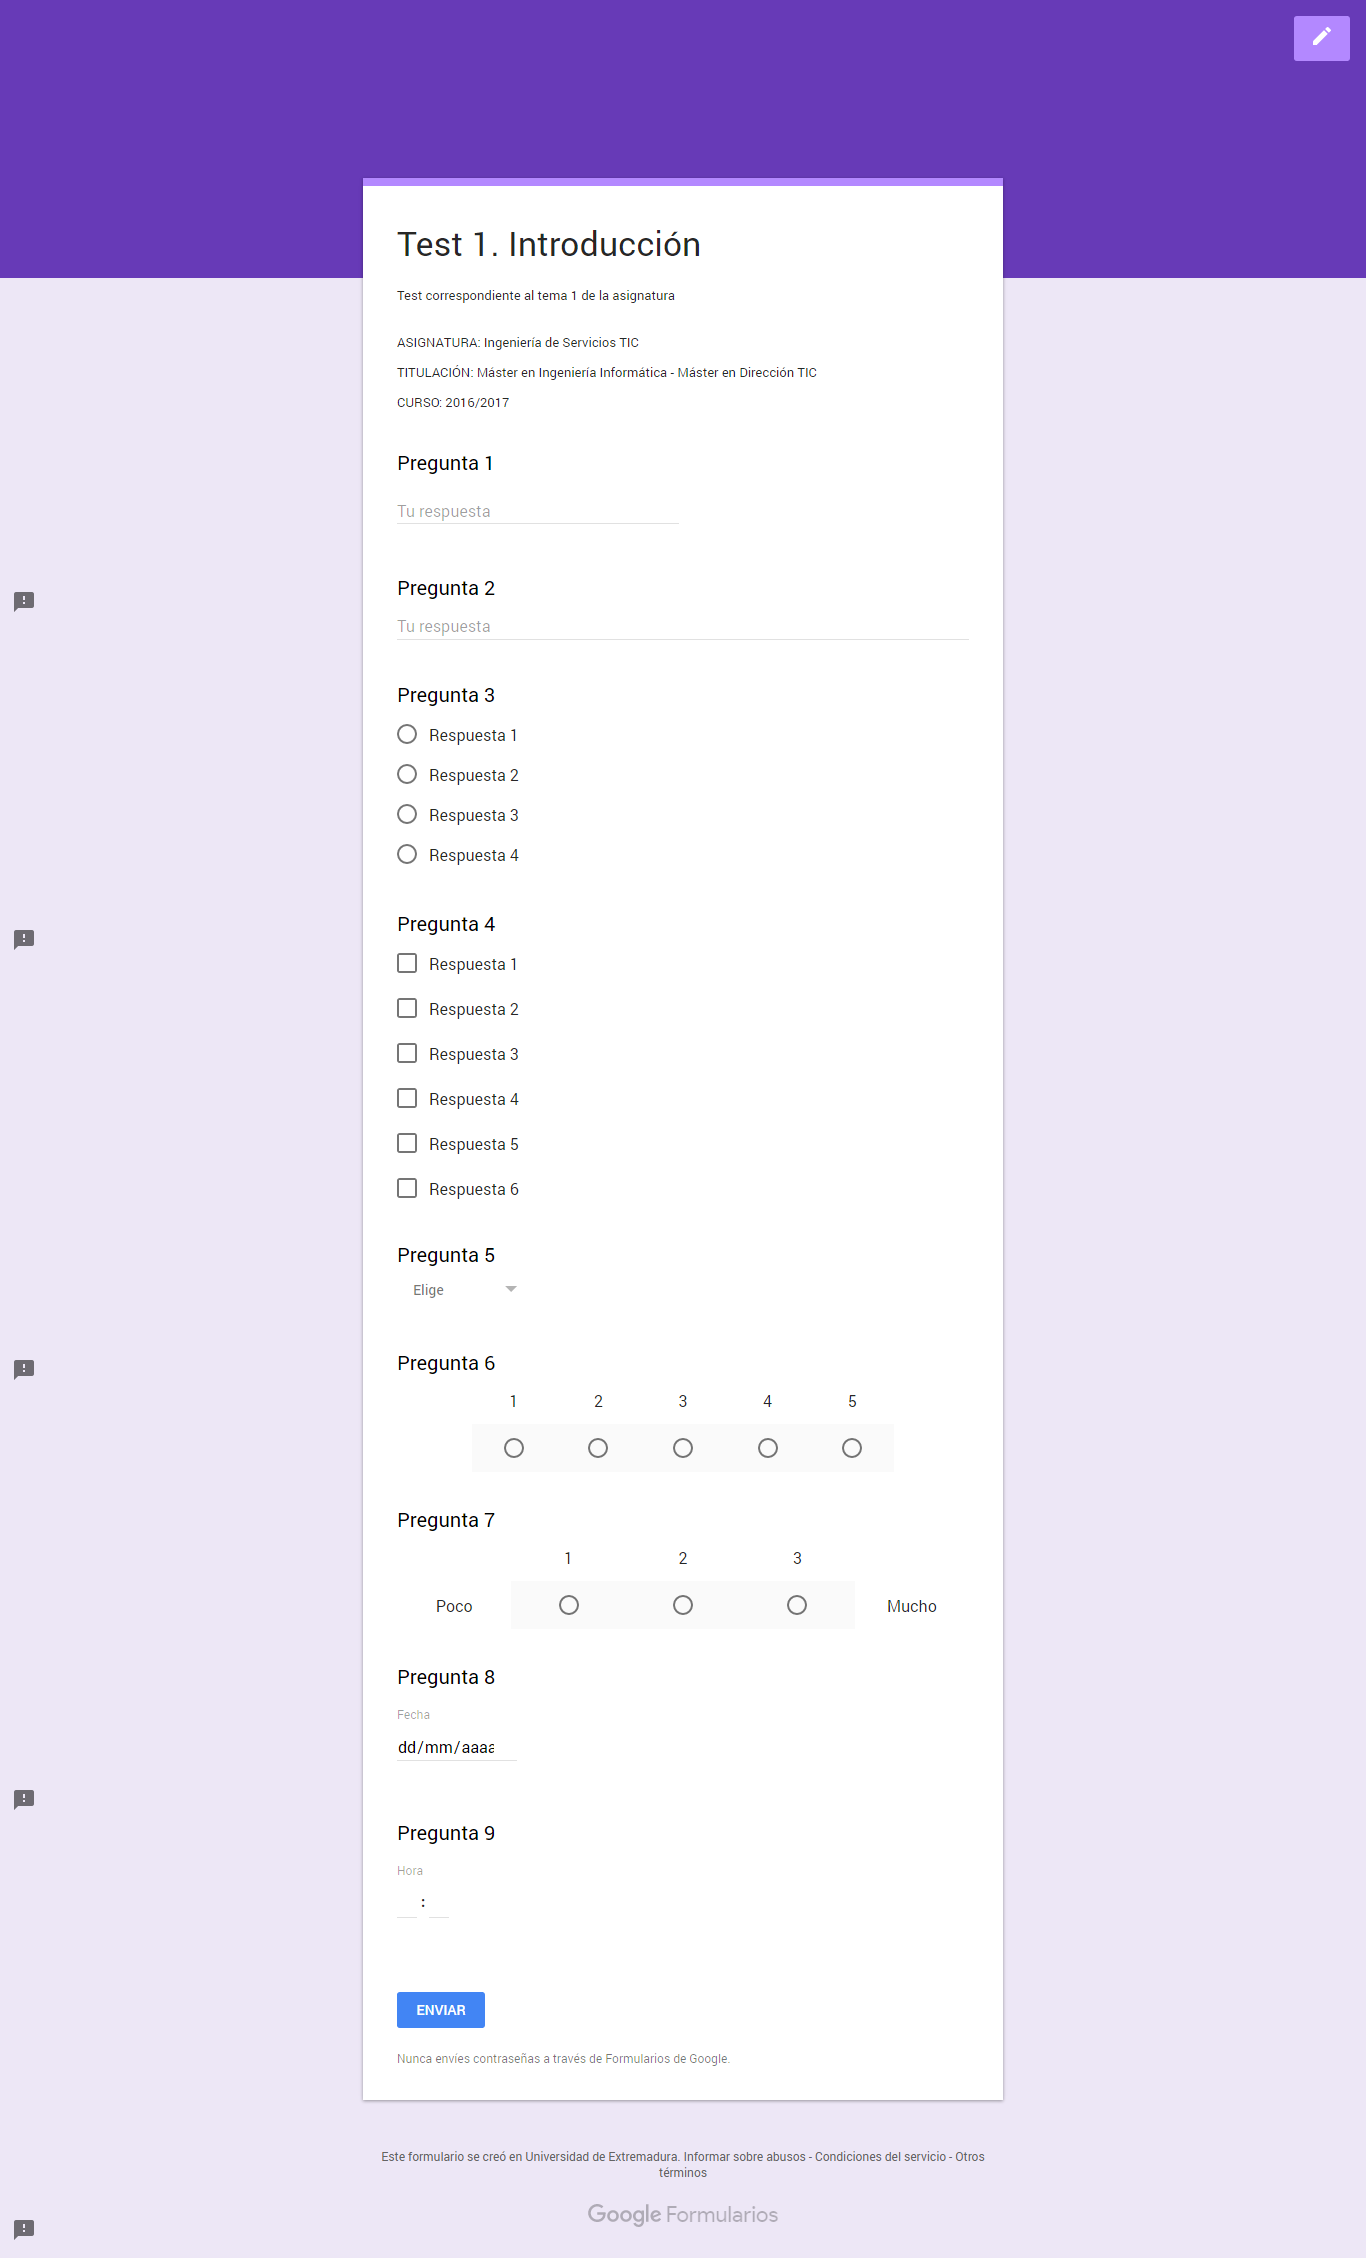 Test 1. Introducción
Test correspondiente al tema 1 de la asignatura
ASIGNATURA: Ingeniería de Servicios TIC
TITULACIÓN: Máster en Ingeniería Informática - Máster en Dirección TIC
CURSO: 2016/2017
Pregunta 1
Tu respuesta
Pregunta 2
Tu respuesta
Pregunta 3
Respuesta 1
Respuesta 2
Respuesta 3
Respuesta 4
Pregunta 4
Respuesta 1
Respuesta 2
Respuesta 3
Respuesta 4
Respuesta 5
Respuesta 6
Pregunta 5
Elige
Pregunta 6
1 2 3 4 5
Pregunta 7
1 2 3
Poco Mucho
Pregunta 8
Fecha
dd/mm/aaaa
Pregunta 9
Hora
:
ENVIAR
Nunca envíes contraseñas a través de Formularios de Google.
Este formulario se creó en Universidad de Extremadura. Informar sobre abusos - Condiciones del servicio - Otros
términos
Google Formularios